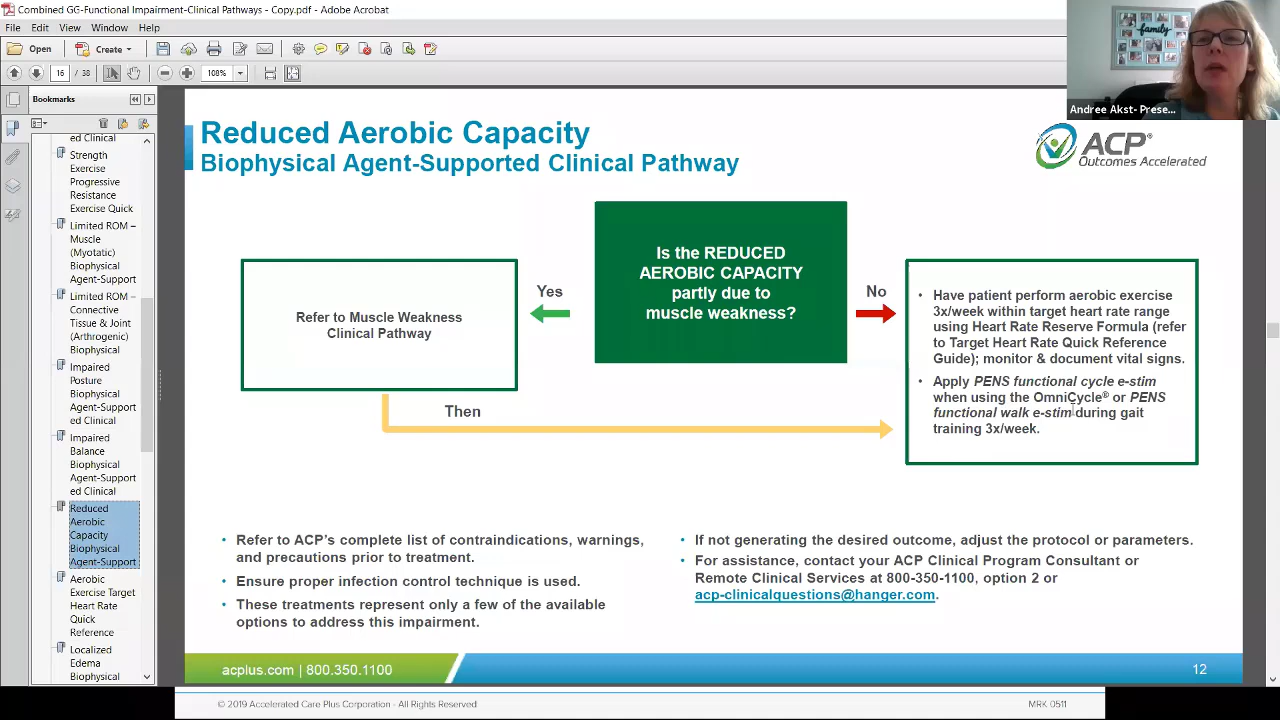 Combined GG-Functional Impairment-Clinical Pathways - Copy.pdf - Adobe Acrobat
File Edit View Window Help
Open Create
16 / 38 108%
Bookmarks
ed Clinical
Strength
Exercise
Progressive
Resistance
Exercise Quick
Limited ROM –
Muscle
(Myotatic)
Biophysical
Agent-Support
Limited ROM –
Connective
Tissue & Joint
(Arthrogenic)
Biophysical
Impaired
Posture
Biophysical
Agent-Support
ed Clinical
Impaired
Balance
Biophysical
Agent-Support
ed Clinical
Reduced
Aerobic
Capacity
Biophysical
Agent-Support
Aerobic
Exercise Target
Heart Rate
Quick
Reference
Localized
Edema
Biophysical
family
Andree Akst- Prese...
Reduced Aerobic Capacity
Biophysical Agent-Supported Clinical Pathway
ACP®
Outcomes Accelerated
Is the REDUCED
AEROBIC CAPACITY
partly due to
muscle weakness?
Yes
No
Refer to Muscle Weakness
Clinical Pathway
Then
• Have patient perform aerobic exercise
3x/week within target heart rate range
using Heart Rate Reserve Formula (refer
to Target Heart Rate Quick Reference
Guide); monitor & document vital signs.
• Apply PENS functional cycle e-stim
when using the OmniCycle® or PENS
functional walk e-stim during gait
training 3x/week.
• Refer to ACP's complete list of contraindications, warnings,
and precautions prior to treatment.
• Ensure proper infection control technique is used.
• These treatments represent only a few of the available
options to address this impairment.
• If not generating the desired outcome, adjust the protocol or parameters.
• For assistance, contact your ACP Clinical Program Consultant or
Remote Clinical Services at 800-350-1100, option 2 or
acp-clinicalquestions@hanger.com.
acplus.com | 800.350.1100
12
© 2019 Accelerated Care Plus Corporation - All Rights Reserved
MRK 0511